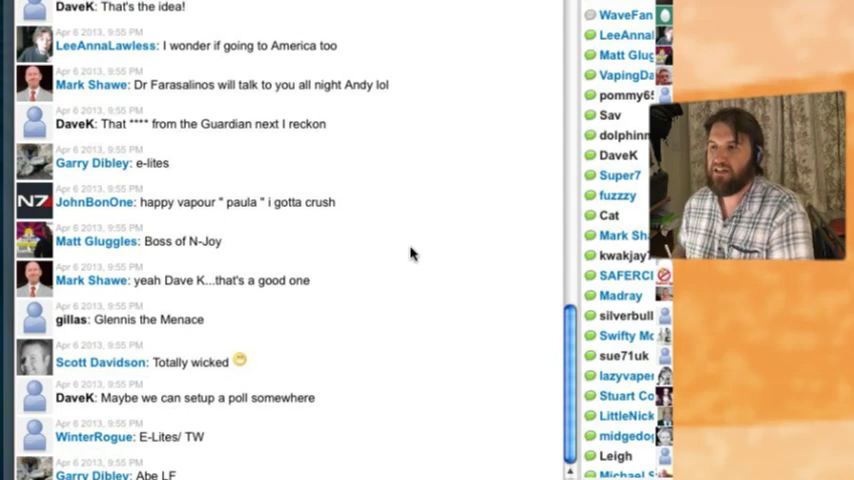 DaveK: That's the idea!
Apr 6 2013, 9:55 PM
LeeAnnaLawless: I wonder if going to America too
Apr 6 2013, 9:55 PM
Mark Shawe: Dr Farasalinos will talk to you all night Andy lol
Apr 6 2013, 9:55 PM
DaveK: That **** from the Guardian next I reckon
Apr 6 2013, 9:55 PM
Garry Dibley: e-lites
Apr 6 2013, 9:55 PM
N7
JohnBonOne: happy vapour " paula " i gotta crush
Apr 6 2013, 9:55 PM
Matt Gluggles: Boss of N-Joy
Apr 6 2013, 9:55 PM
Mark Shawe: yeah Dave K...that's a good one
Apr 6 2013, 9:55 PM
gillas: Glennis the Menace
Apr 6 2013, 9:55 PM
Scott Davidson: Totally wicked
Apr 6 2013, 9:55 PM
DaveK: Maybe we can setup a poll somewhere
Apr 6 2013, 9:55 PM
WinterRogue: E-Lites/ TW
Apr 6 2013, 9:55 PM
Garry Dibley: Abe LF
WaveFan
LeeAnnal
Matt Glug
VapingDa
pommy65
Sav
dolphinn
DaveK
Super7
fuzzzy
Cat
Mark Sha
kwakjay7
SAFERCI
Madray
silverbull
Swifty Mc
sue71uk
lazyvaper
Stuart Co
LittleNick
midgedog
Leigh
Michael S